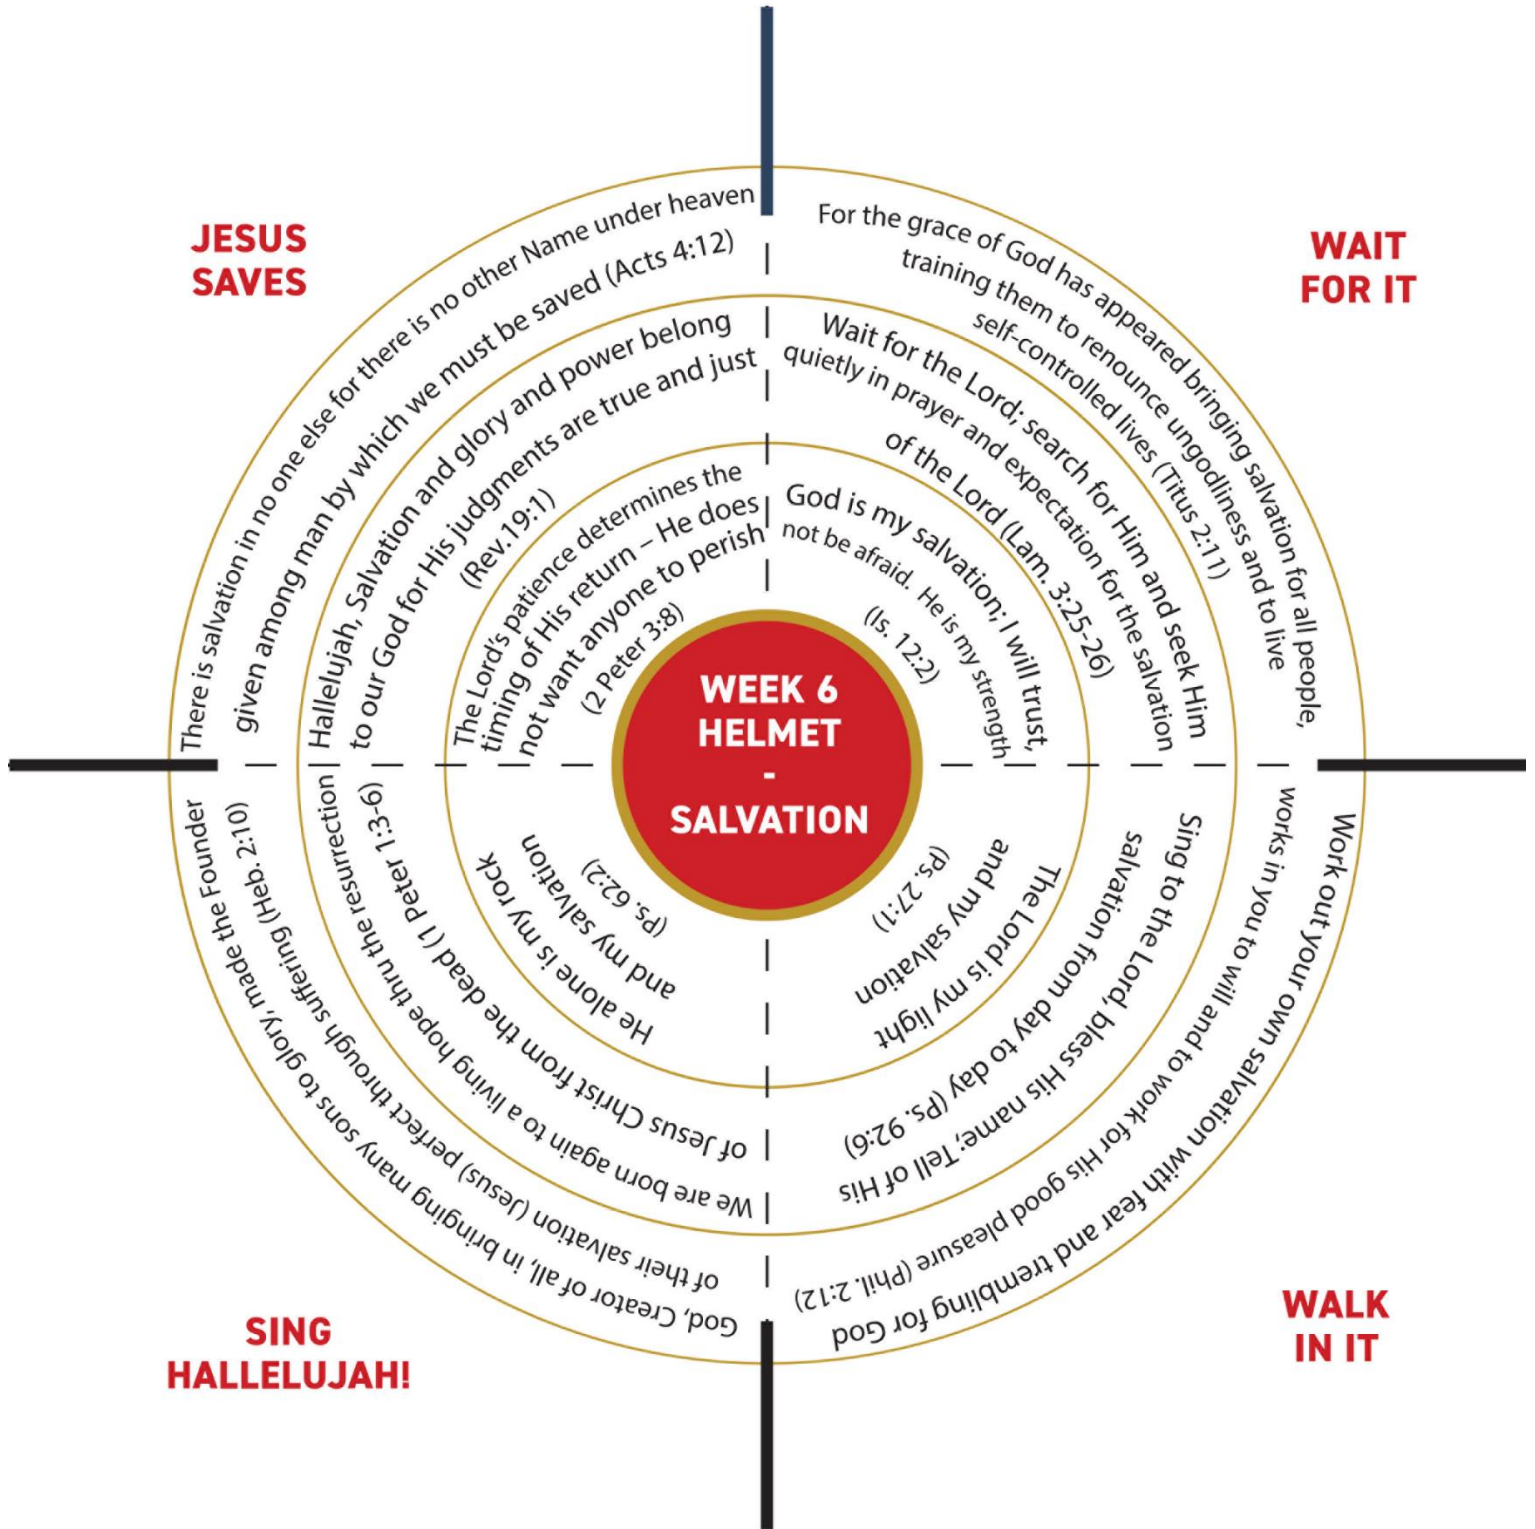 JESUS
SAVES
There is salvation in no one else for there is no other Name under heaven
given among man by which we must be saved (Acts 4:12)
Hallelujah, Salvation and glory and power belong
to our God for His judgments are true and just
(Rev.19:1)
The Lord's patience determines the
timing of His return – He does
not want anyone to perish
(2 Peter 3:8)
WAIT
FOR IT
For the grace of God has appeared bringing salvation for all people,
training them to renounce ungodliness and to live
self-controlled lives (Titus 2:11)
Wait for the Lord; search for Him and seek Him
quietly in prayer and expectation for the salvation
of the Lord (Lam. 3:25-26)
God is my salvation; I will trust,
not be afraid. He is my strength
(Is. 12:2)
WEEK 6
HELMET
-
SALVATION
WALK
IN IT
Work out your own salvation with fear and trembling for God
works in you to will and to work for His good pleasure (Phil. 2:12)
Sing to the Lord, bless His name; Tell of His
salvation from day to day (Ps. 92:6)
The Lord is my light
and my salvation
(Ps. 27:1)
SING
HALLELUJAH!
God, Creator of all, in bringing many sons to glory, made the Founder
of their salvation (Jesus) perfect through suffering (Heb. 2:10)
We are born again to a living hope thru the resurrection
of Jesus Christ from the dead (1 Peter 1:3-6)
He alone is my rock
and my salvation
(Ps. 62:2)